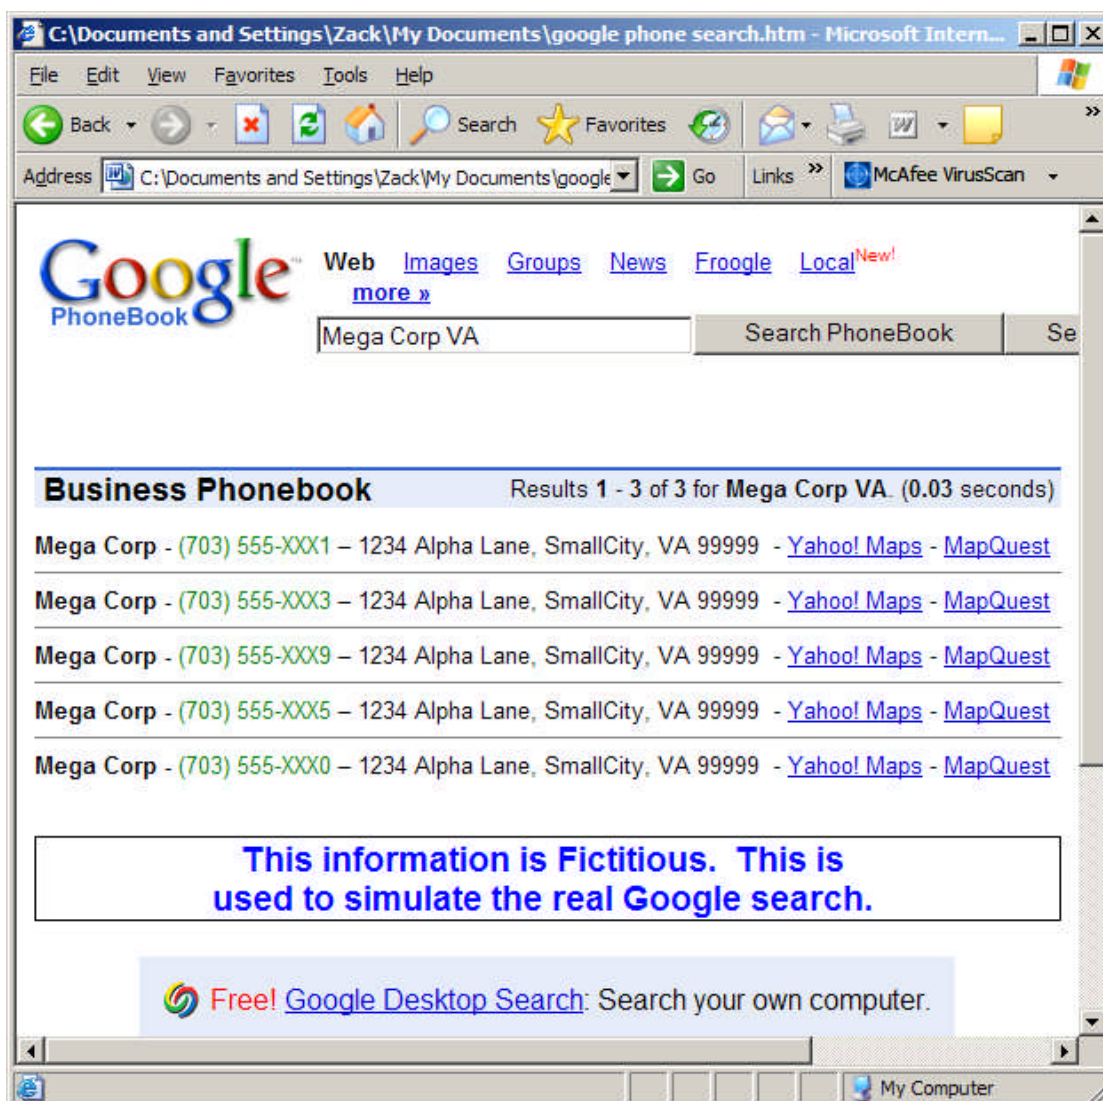 C:\Documents and Settings\Zack\My Documents\google phone search.htm - Microsoft Intern...
File Edit View Favorites Tools Help
Back Search Favorites »
Address C:\Documents and Settings\Zack\My Documents\google Go Links » McAfee VirusScan
Google™ Web Images Groups News Froogle Local New!
PhoneBook more »
Mega Corp VA Search PhoneBook Se
Business Phonebook Results 1 - 3 of 3 for Mega Corp VA. (0.03 seconds)
Mega Corp - (703) 555-XXX1 – 1234 Alpha Lane, SmallCity, VA 99999 - Yahoo! Maps - MapQuest
Mega Corp - (703) 555-XXX3 – 1234 Alpha Lane, SmallCity, VA 99999 - Yahoo! Maps - MapQuest
Mega Corp - (703) 555-XXX9 – 1234 Alpha Lane, SmallCity, VA 99999 - Yahoo! Maps - MapQuest
Mega Corp - (703) 555-XXX5 – 1234 Alpha Lane, SmallCity, VA 99999 - Yahoo! Maps - MapQuest
Mega Corp - (703) 555-XXX0 – 1234 Alpha Lane, SmallCity, VA 99999 - Yahoo! Maps - MapQuest
This information is Fictitious. This is
used to simulate the real Google search.
Free! Google Desktop Search: Search your own computer.
My Computer